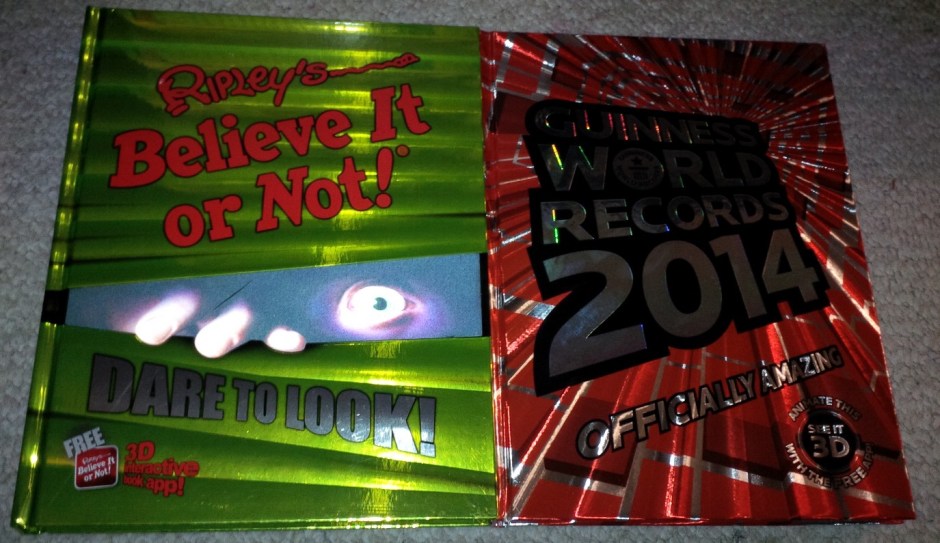 RIPLEY'S
Believe It
or Not!®
DARE TO LOOK!
FREE
Ripley's
Believe It
or Not!
3D
interactive
book app!
GUINNESS
WORLD
RECORDS
2014
OFFICIALLY AMAZING
ANIMATE THIS
SEE IT
3D
WITH THE FREE APP